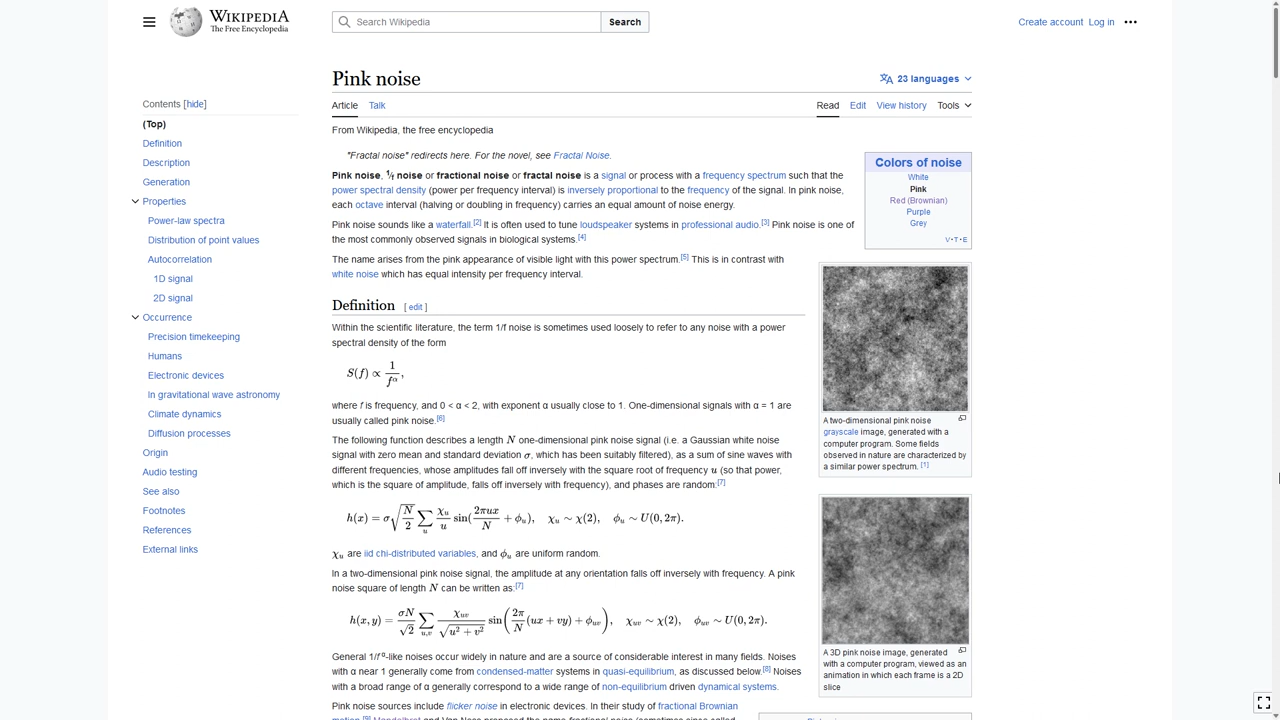 WIKIPEDIA
The Free Encyclopedia
Search Wikipedia
Search
Create account Log in
Pink noise
23 languages
Article Talk
Read Edit View history Tools
Contents [hide]
(Top)
Definition
Description
Generation
Properties
Power-law spectra
Distribution of point values
Autocorrelation
1D signal
2D signal
Occurrence
Precision timekeeping
Humans
Electronic devices
In gravitational wave astronomy
Climate dynamics
Diffusion processes
Origin
Audio testing
See also
Footnotes
References
External links
From Wikipedia, the free encyclopedia
"Fractal noise" redirects here. For the novel, see Fractal Noise.
Pink noise, 1⁄f noise or fractional noise or fractal noise is a signal or process with a frequency spectrum such that the
power spectral density (power per frequency interval) is inversely proportional to the frequency of the signal. In pink noise,
each octave interval (halving or doubling in frequency) carries an equal amount of noise energy.
Pink noise sounds like a waterfall.[2] It is often used to tune loudspeaker systems in professional audio.[3] Pink noise is one of
the most commonly observed signals in biological systems.[4]
The name arises from the pink appearance of visible light with this power spectrum.[5] This is in contrast with
white noise which has equal intensity per frequency interval.
Definition [ edit ]
Within the scientific literature, the term 1/f noise is sometimes used loosely to refer to any noise with a power
spectral density of the form
S(f) ∝ 1/f^α,
where f is frequency, and 0 < α < 2, with exponent α usually close to 1. One-dimensional signals with α = 1 are
usually called pink noise.[6]
The following function describes a length N one-dimensional pink noise signal (i.e. a Gaussian white noise
signal with zero mean and standard deviation σ, which has been suitably filtered), as a sum of sine waves with
different frequencies, whose amplitudes fall off inversely with the square root of frequency u (so that power,
which is the square of amplitude, falls off inversely with frequency), and phases are random:[7]
h(x) = σ√(N/2) ∑_u χ_u/u sin(2πux/N + ϕ_u), χ_u ∼ χ(2), ϕ_u ∼ U(0, 2π).
χ_u are iid chi-distributed variables, and ϕ_u are uniform random.
In a two-dimensional pink noise signal, the amplitude at any orientation falls off inversely with frequency. A pink
noise square of length N can be written as:[7]
h(x, y) = σN/√2 ∑_u,v χ_uv/√(u² + v²) sin(2π/N (ux + vy) + ϕ_uv), χ_uv ∼ χ(2), ϕ_uv ∼ U(0, 2π).
General 1/f^α-like noises occur widely in nature and are a source of considerable interest in many fields. Noises
with α near 1 generally come from condensed-matter systems in quasi-equilibrium, as discussed below.[8] Noises
with a broad range of α generally correspond to a wide range of non-equilibrium driven dynamical systems.
Pink noise sources include flicker noise in electronic devices. In their study of fractional Brownian
Colors of noise
White
Pink
Red (Brownian)
Purple
Grey
V·T·E
A two-dimensional pink noise
grayscale image, generated with a
computer program. Some fields
observed in nature are characterized by
a similar power spectrum. [1]
A 3D pink noise image, generated
with a computer program, viewed as an
animation in which each frame is a 2D
slice